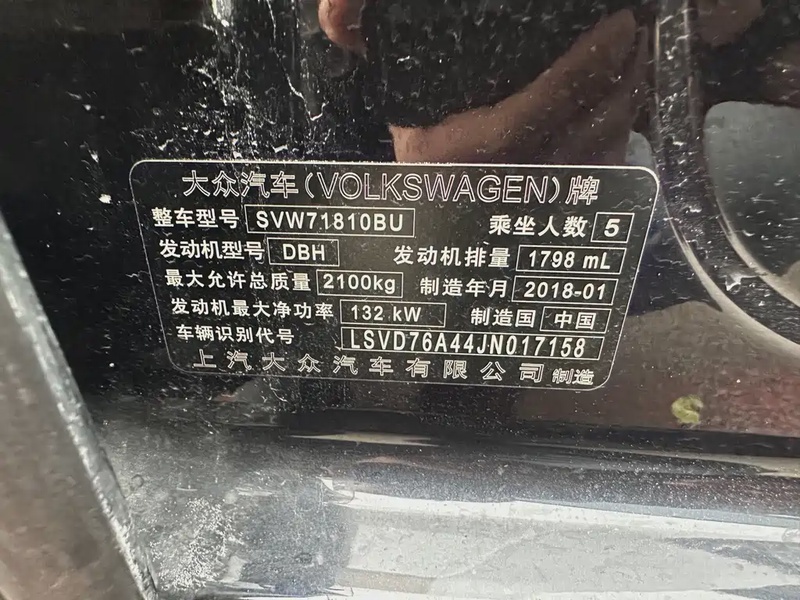 大众汽车(VOLKSWAGEN)牌
整车型号 SVW71810BU 乘坐人数 5
发动机型号 DBH 发动机排量 1798 mL
最大允许总质量 2100kg 制造年月 2018-01
发动机最大净功率 132 kW 制造国 中国
车辆识别代号 LSVD76A44JN017158
上汽大众汽车有限公司 制造